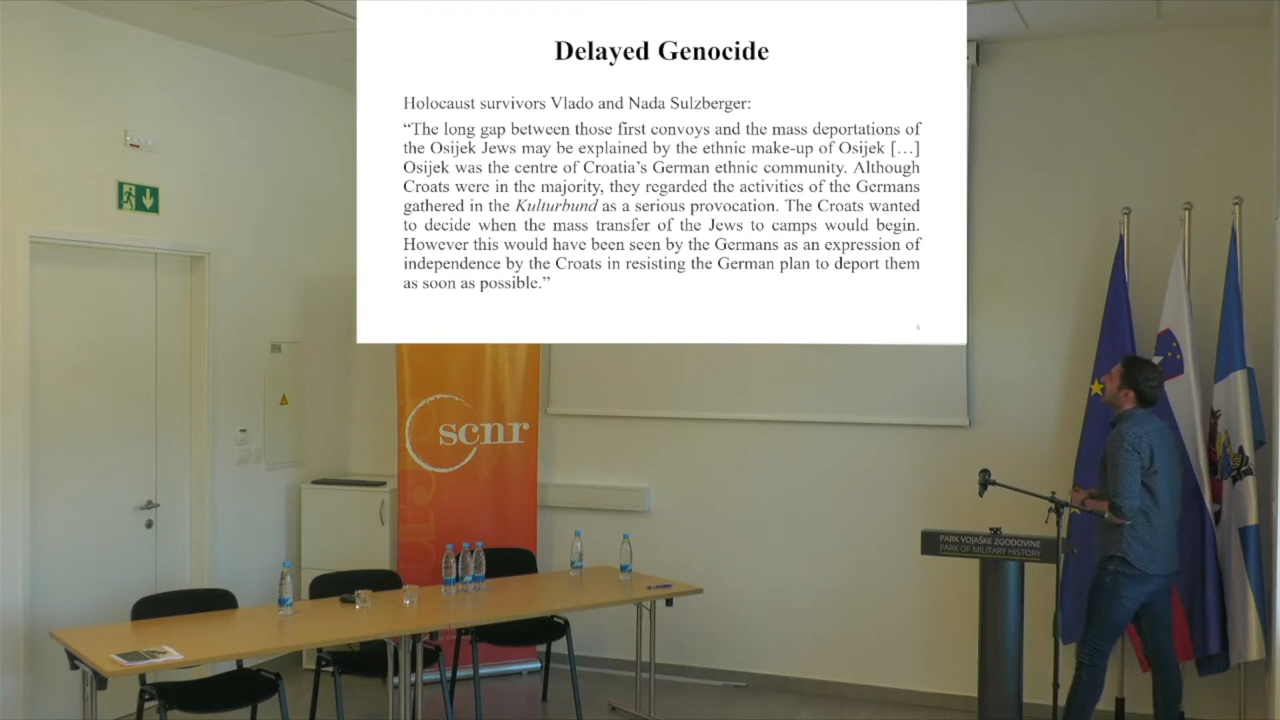 Delayed Genocide
Holocaust survivors Vlado and Nada Sulzberger:
“The long gap between those first convoys and the mass deportations of
the Osijek Jews may be explained by the ethnic make-up of Osijek […]
Osijek was the centre of Croatia’s German ethnic community. Although
Croats were in the majority, they regarded the activities of the Germans
gathered in the Kulturbund as a serious provocation. The Croats wanted
to decide when the mass transfer of the Jews to camps would begin.
However this would have been seen by the Germans as an expression of
independence by the Croats in resisting the German plan to deport them
as soon as possible.”
scnr
PARK VOJAŠKE ZGODOVINE
PARK OF MILITARY HISTORY